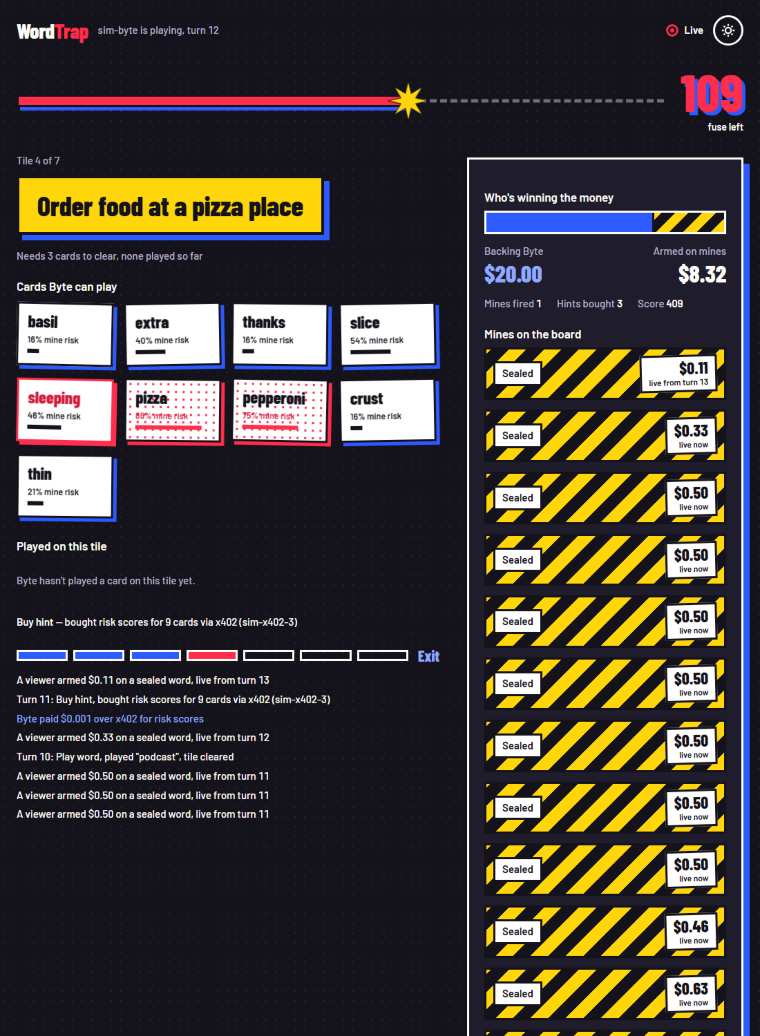 WordTrap sim-byte is playing, turn 12
Live
109
fuse left
Tile 4 of 7
Order food at a pizza place
Needs 3 cards to clear, none played so far
Cards Byte can play
basil
16% mine risk
extra
40% mine risk
thanks
16% mine risk
slice
54% mine risk
sleeping
46% mine risk
pizza
pepperoni
75% mine risk
crust
16% mine risk
thin
21% mine risk
Played on this tile
Byte hasn't played a card on this tile yet.
Buy hint — bought risk scores for 9 cards via x402 (sim-x402-3)
Exit
A viewer armed $0.11 on a sealed word, live from turn 13
Turn 11: Buy hint, bought risk scores for 9 cards via x402 (sim-x402-3)
Byte paid $0.001 over x402 for risk scores
A viewer armed $0.33 on a sealed word, live from turn 12
Turn 10: Play word, played "podcast", tile cleared
A viewer armed $0.50 on a sealed word, live from turn 11
A viewer armed $0.50 on a sealed word, live from turn 11
A viewer armed $0.50 on a sealed word, live from turn 11
Who's winning the money
Backing Byte
$20.00
Armed on mines
$8.32
Mines fired 1 Hints bought 3 Score 409
Mines on the board
Sealed
$0.11
live from turn 13
Sealed
$0.33
live now
Sealed
$0.50
live now
Sealed
$0.50
live now
Sealed
$0.50
live now
Sealed
$0.50
live now
Sealed
$0.50
live now
Sealed
$0.50
live now
Sealed
$0.50
live now
Sealed
$0.46
live now
Sealed
$0.63
live now